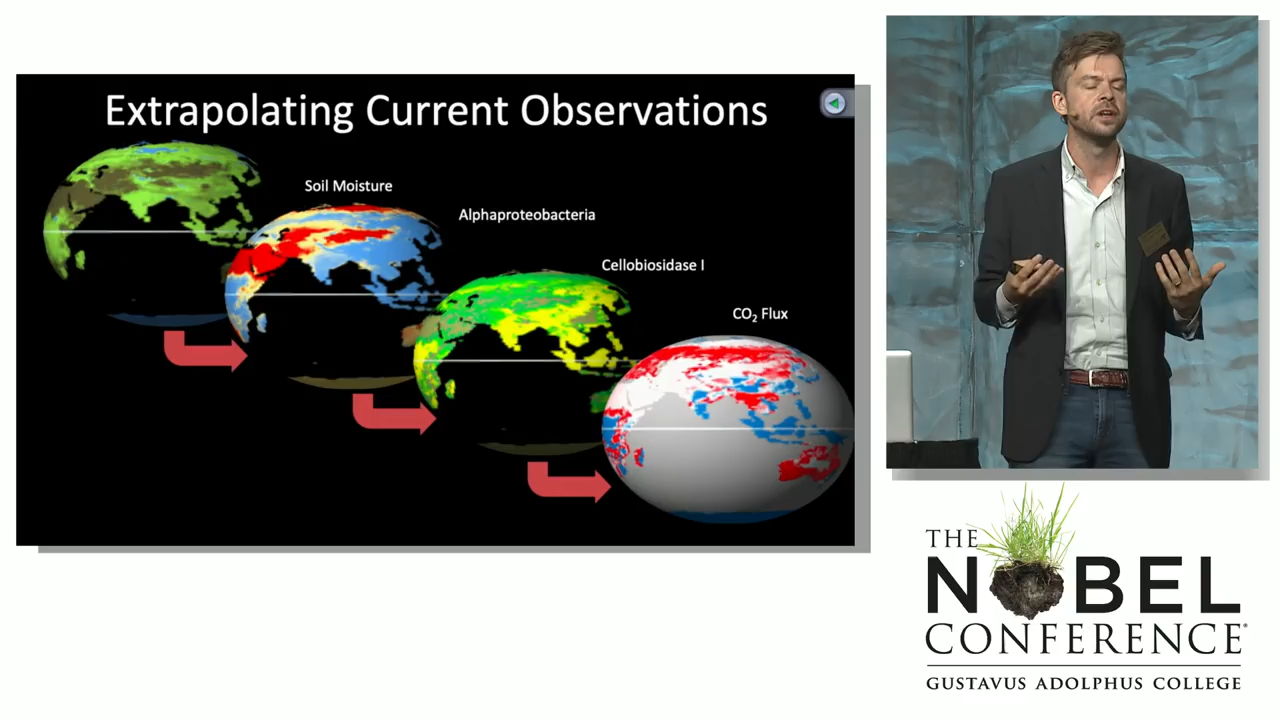 Extrapolating Current Observations
Soil Moisture
Alphaproteobacteria
Cellobiosidase I
CO₂ Flux
THE
NOBEL
CONFERENCE®
GUSTAVUS ADOLPHUS COLLEGE